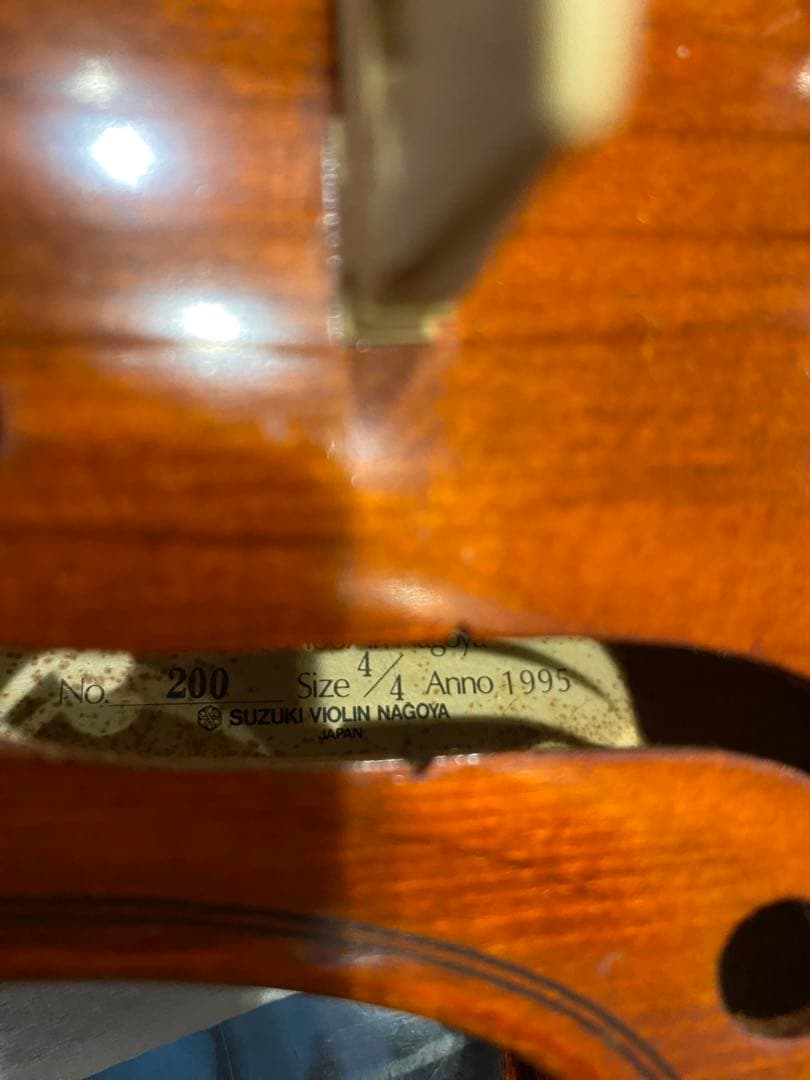 No. 200 Size 4/4 Anno 1995
SUZUKI VIOLIN NAGOYA
JAPAN